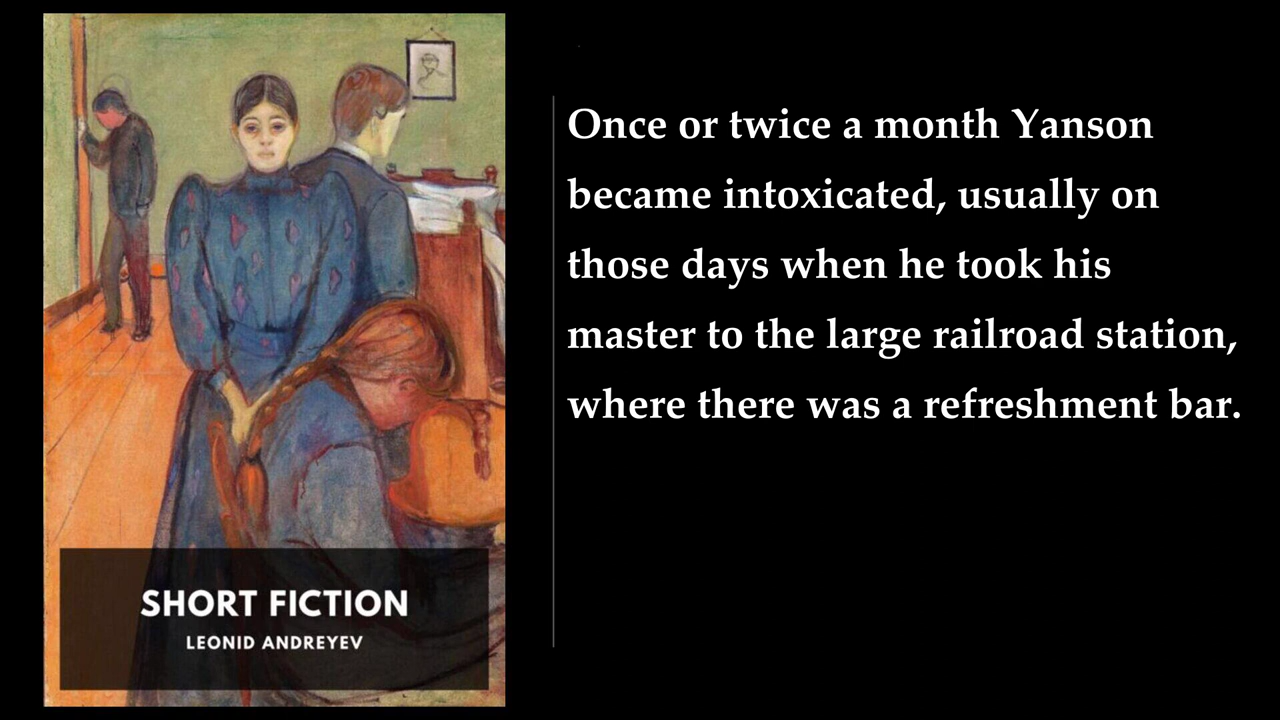 Once or twice a month Yanson
became intoxicated, usually on
those days when he took his
master to the large railroad station,
where there was a refreshment bar.
SHORT FICTION
LEONID ANDREYEV